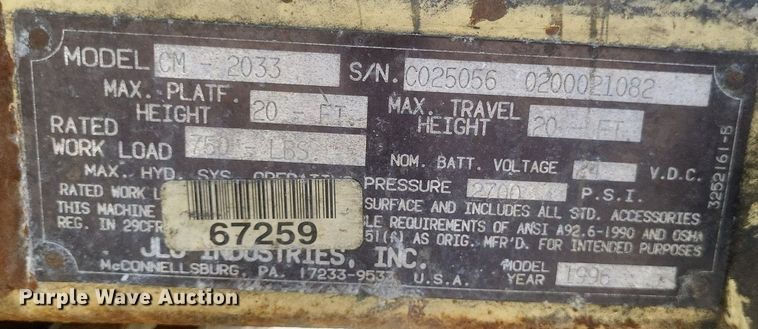 MODEL CM - 2033 S/N. C025056 0200021082
MAX. PLATF. HEIGHT 20 - FT. MAX. TRAVEL HEIGHT 20 - FT.
RATED WORK LOAD 750 - LBS. NOM. BATT. VOLTAGE 24 V.D.C.
MAX. HYD. SYS. OPERATI PRESSURE 2700 P.S.I.
RATED WORK L SURFACE AND INCLUDES ALL STD. ACCESSORIES
THIS MACHINE LE REQUIREMENTS OF ANSI A92.6-1990 AND OSHA
REG. IN 29CFR 51(6) AS ORIG. MFR'D. FOR INTENDED PURPOSES
67259
JLG INDUSTRIES, INC.
McCONNELLSBURG, PA. 17233-9533 U.S.A. MODEL YEAR 1996
3252161-B
Purple Wave Auction